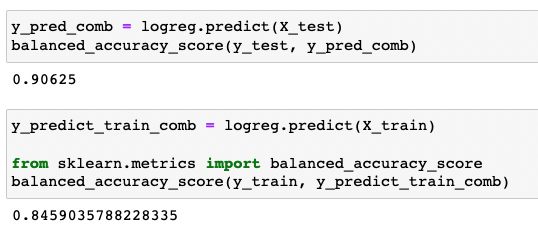 y_pred_comb = logreg.predict(X_test)
balanced_accuracy_score(y_test, y_pred_comb)
0.90625
y_predict_train_comb = logreg.predict(X_train)
from sklearn.metrics import balanced_accuracy_score
balanced_accuracy_score(y_train, y_predict_train_comb)
0.8459035788228335